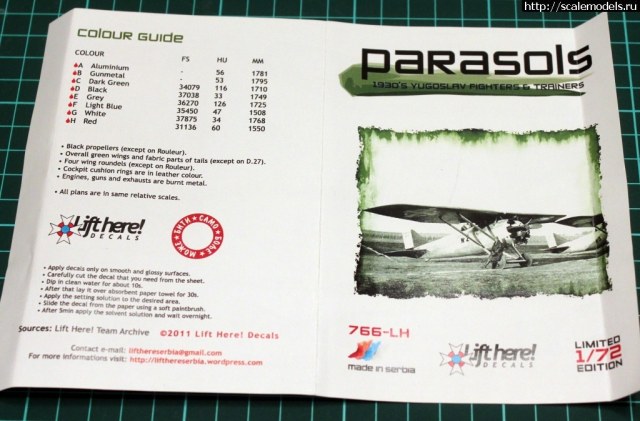 http://scalemodels.ru
Colour Guide
COLOUR FS HU MM
A Aluminium - 56 1781
B Gunmetal - 53 1795
C Dark Green 34079 116 1710
D Black 37038 33 1749
E Grey 36270 126 1725
F Light Blue 35450 47 1508
G White 37875 34 1768
H Red 31136 60 1550
• Black propellers (except on Rouleur).
• Overall green wings and fabric parts of tails (except on D.27).
• Four wing roundels (except on Rouleur).
• Cockpit cushion rings are in leather colour.
• Engines, guns and exhausts are burnt metal.
• All plans are in same relative scales.
Lift here!
DECALS
МОЖЕ БИТИ САМО БОЉЕ
• Apply decals only on smooth and glossy surfaces.
• Carefully cut the decal that you need from the sheet.
• Dip in clean water for about 10s.
• After that lay it over absorbent paper towel for 30s.
• Apply the setting solution to the desired area.
• Slide the decal from the paper using a soft paintbrush.
• After 5min apply the solvent solution and wait overnight.
Sources: Lift Here! Team Archive ©2011 Lift Here! Decals
Contact e-mail: lifthereserbia@gmail.com
For more informations visit: http://lifthereserbia.wordpress.com
Parasols
1930's Yugoslav Fighters & Trainers
766-LH
made in serbia
Lift here!
DECALS
LIMITED
1/72
EDITION